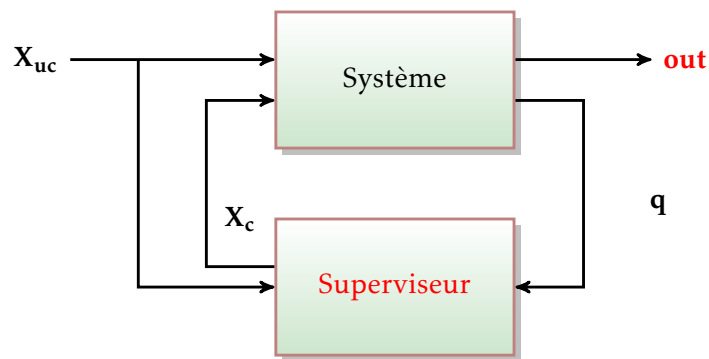 X_uc
Système
out
q
X_c
Superviseur